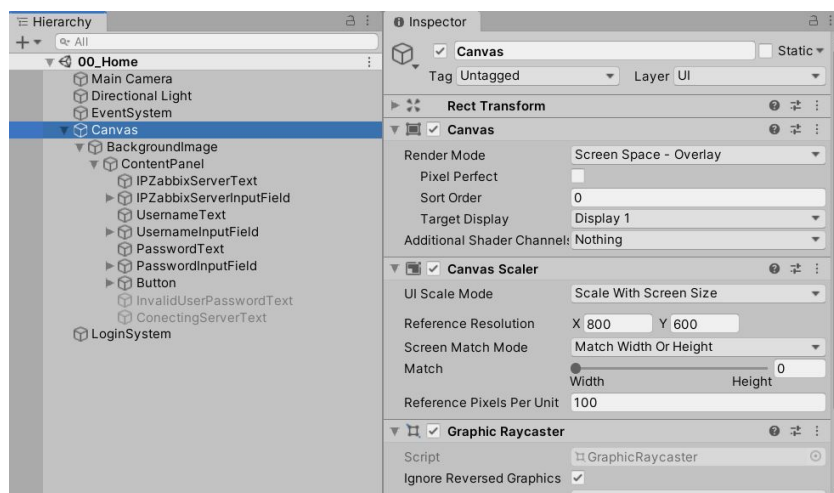 Hierarchy
All
00_Home
Main Camera
Directional Light
EventSystem
Canvas
BackgroundImage
ContentPanel
IPZabbixServerText
IPZabbixServerInputField
UsernameText
UsernameInputField
PasswordText
PasswordInputField
Button
InvalidUserPasswordText
ConectingServerText
LoginSystem
Inspector
Canvas Static
Tag Untagged Layer UI
Rect Transform
Canvas
Render Mode Screen Space - Overlay
Pixel Perfect
Sort Order 0
Target Display Display 1
Additional Shader Channels Nothing
Canvas Scaler
UI Scale Mode Scale With Screen Size
Reference Resolution X 800 Y 600
Screen Match Mode Match Width Or Height
Match 0
Width Height
Reference Pixels Per Unit 100
Graphic Raycaster
Script GraphicRaycaster
Ignore Reversed Graphics